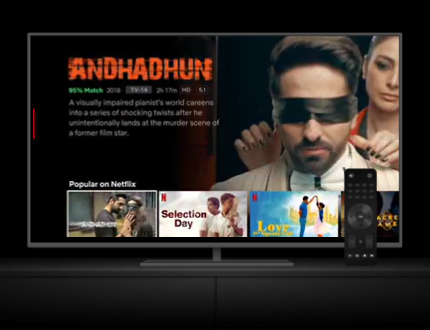 ANDHADHUN
95% Match 2018 TV-14 2h 17m HD 5.1
A visually impaired pianist's world careens
into a series of shocking twists after he
unintentionally lands at the murder scene of
a former film star.
Popular on Netflix
ANDHADHUN
N
Selection
Day
N
Love